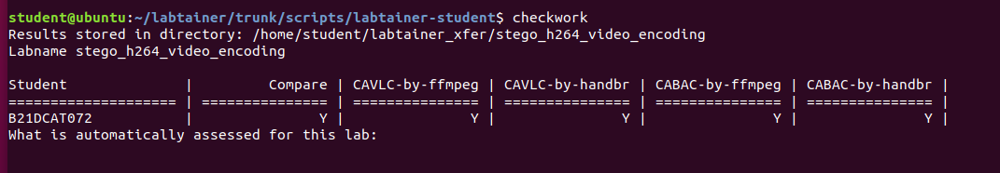 student@ubuntu:~/labtainer/trunk/scripts/labtainer-student$ checkwork
Results stored in directory: /home/student/labtainer_xfer/stego_h264_video_encoding
Labname stego_h264_video_encoding
Student | Compare | CAVLC-by-ffmpeg | CAVLC-by-handbr | CABAC-by-ffmpeg | CABAC-by-handbr |
==================== | =============== | =============== | =============== | =============== | =============== |
B21DCAT072 | Y | Y | Y | Y | Y |
What is automatically assessed for this lab: